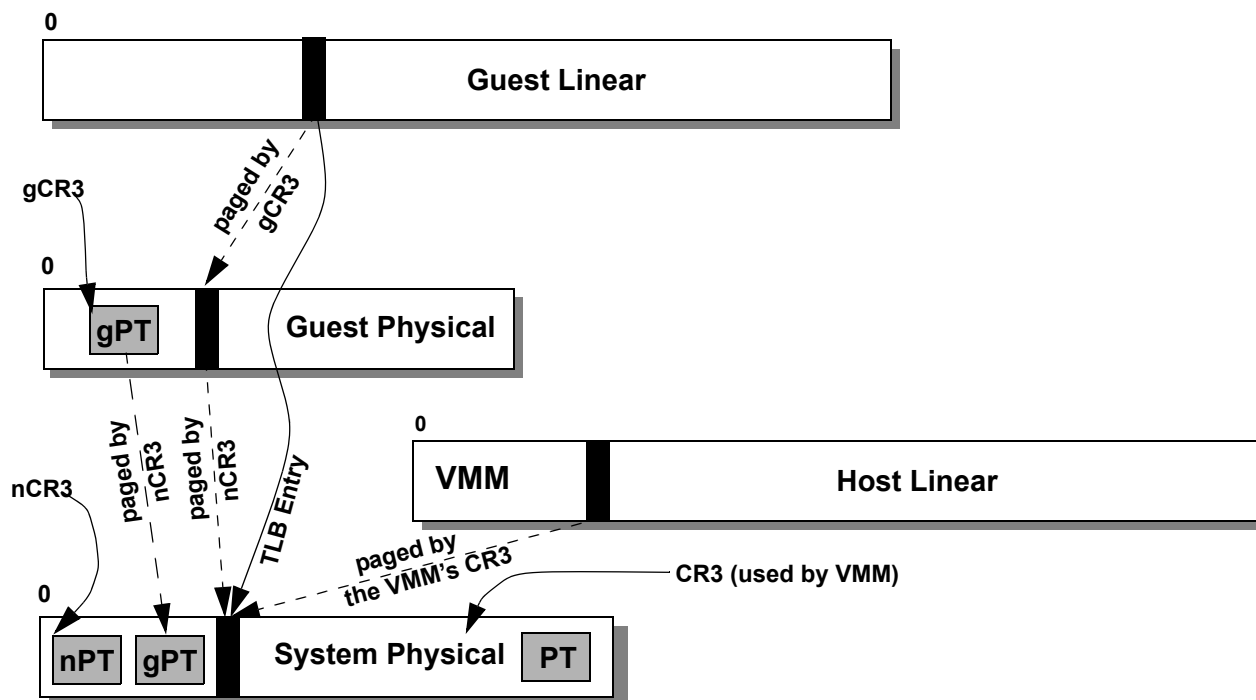 0
Guest Linear
paged by
gCR3
gCR3
0
gPT
Guest Physical
paged by
nCR3
paged by
nCR3
TLB Entry
0
VMM
Host Linear
nCR3
paged by
the VMM's CR3
CR3 (used by VMM)
0
nPT
gPT
System Physical
PT